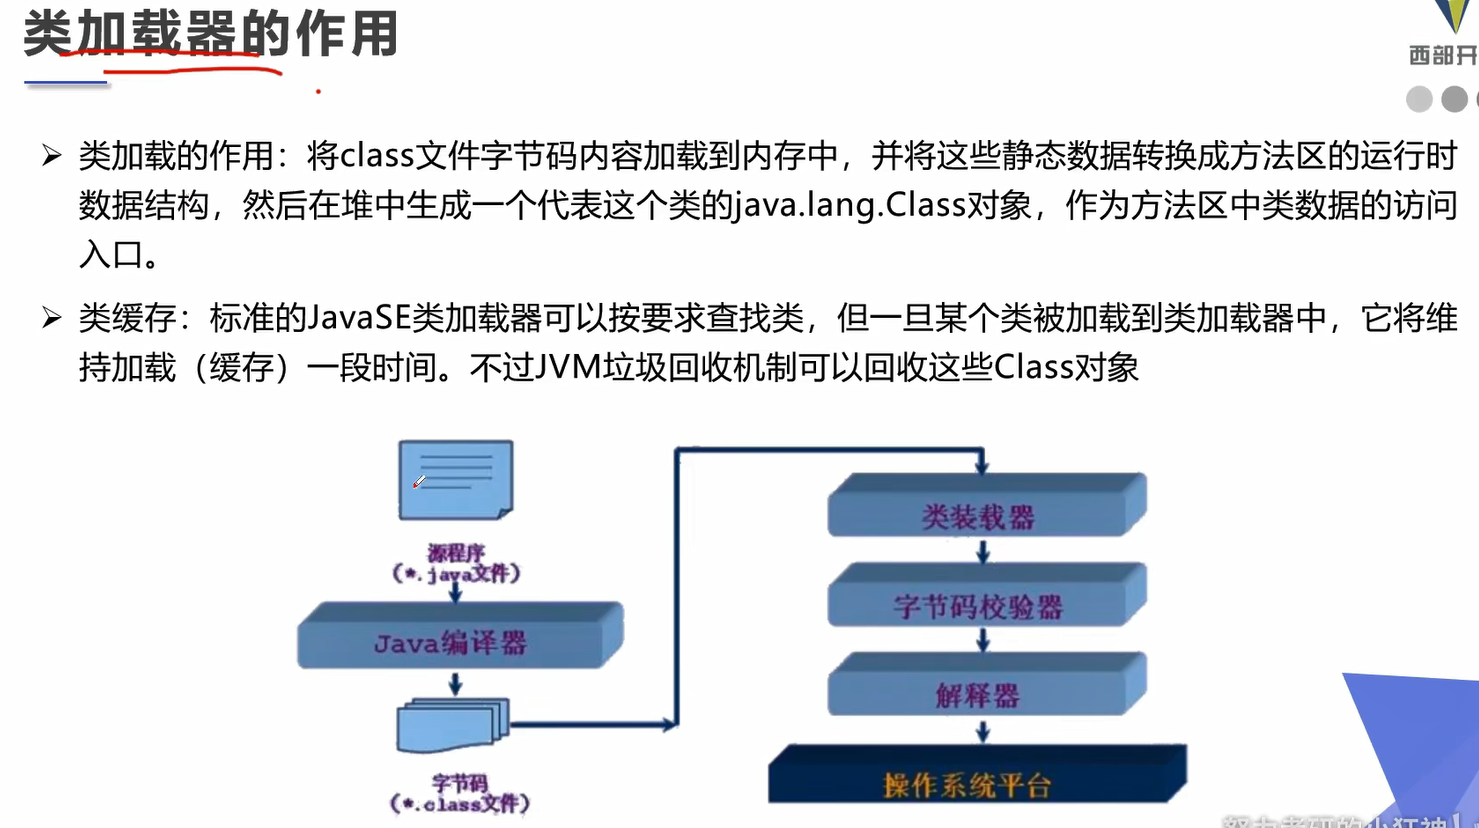 类加载器的作用
西部开
➢ 类加载的作用：将class文件字节码内容加载到内存中，并将这些静态数据转换成方法区的运行时
数据结构，然后在堆中生成一个代表这个类的java.lang.Class对象，作为方法区中类数据的访问
入口。
➢ 类缓存：标准的JavaSE类加载器可以按要求查找类，但一旦某个类被加载到类加载器中，它将维
持加载（缓存）一段时间。不过JVM垃圾回收机制可以回收这些Class对象
源程序
(*.java文件)
Java编译器
字节码
(*.class文件)
类装载器
字节码校验器
解释器
操作系统平台